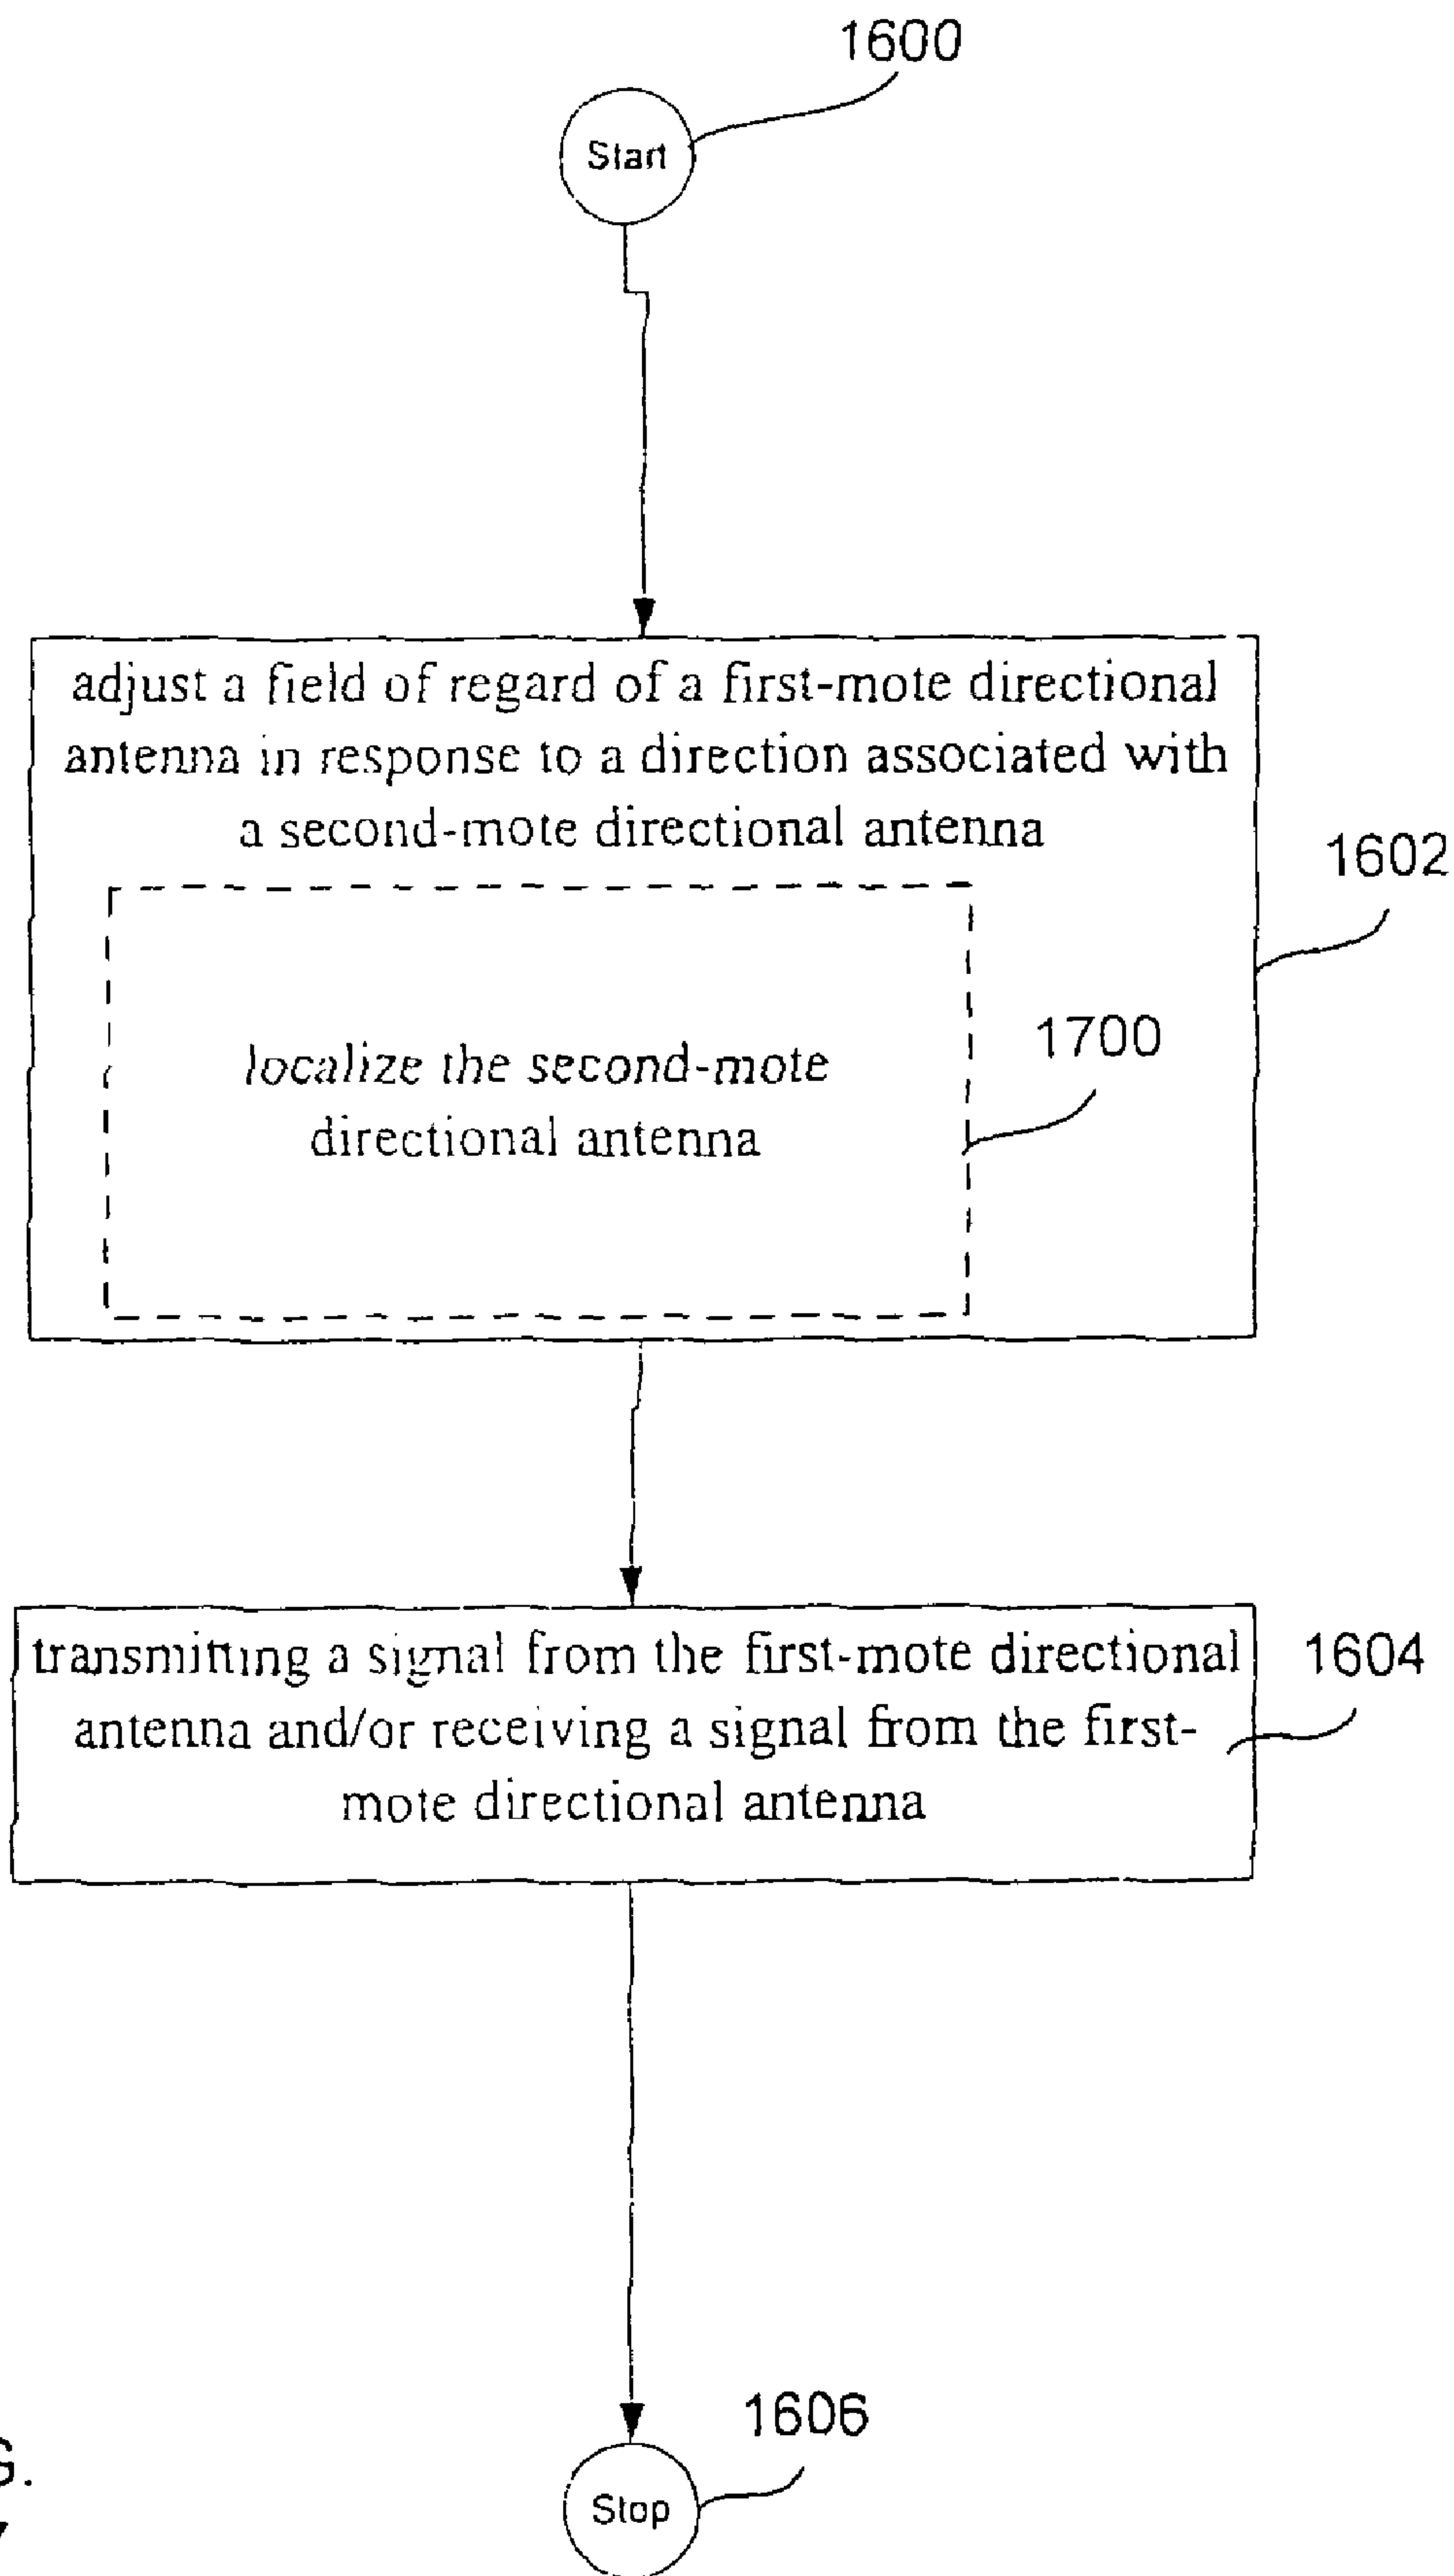 1600
Start
adjust a field of regard of a first-mote directional
antenna in response to a direction associated with
a second-mote directional antenna
1602
localize the second-mote
directional antenna
1700
transmitting a signal from the first-mote directional
antenna and/or receiving a signal from the first-
mote directional antenna
1604
1606
Stop